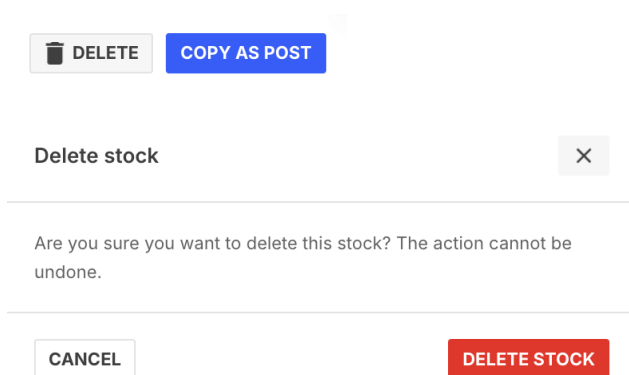 DELETE COPY AS POST
Delete stock
Are you sure you want to delete this stock? The action cannot be
undone.
CANCEL DELETE STOCK